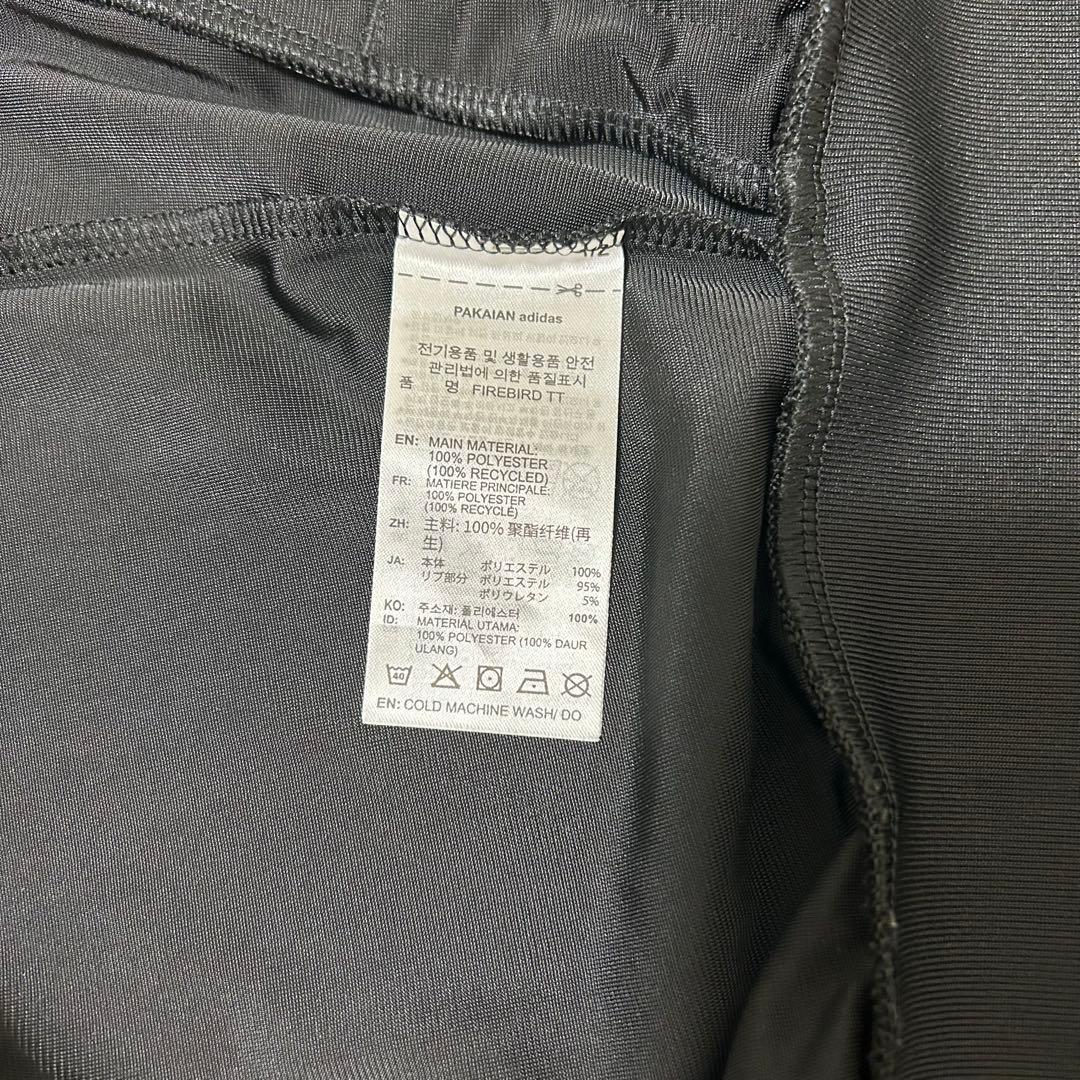 PAKAIAN adidas
전기용품 및 생활용품 안전
관리법에 의한 품질표시
품 명 FIREBIRD TT
EN: MAIN MATERIAL:
100% POLYESTER
(100% RECYCLED)
FR: MATIERE PRINCIPALE:
100% POLYESTER
(100% RECYCLÉ)
ZH: 主料: 100% 聚酯纤维(再
生)
JA: 本体 ポリエステル 100%
リブ部分 ポリエステル 95%
ポリウレタン 5%
KO: 주소재: 폴리에스터 100%
ID: MATERIAL UTAMA:
100% POLYESTER (100% DAUR
ULANG)
40
EN: COLD MACHINE WASH/ DO